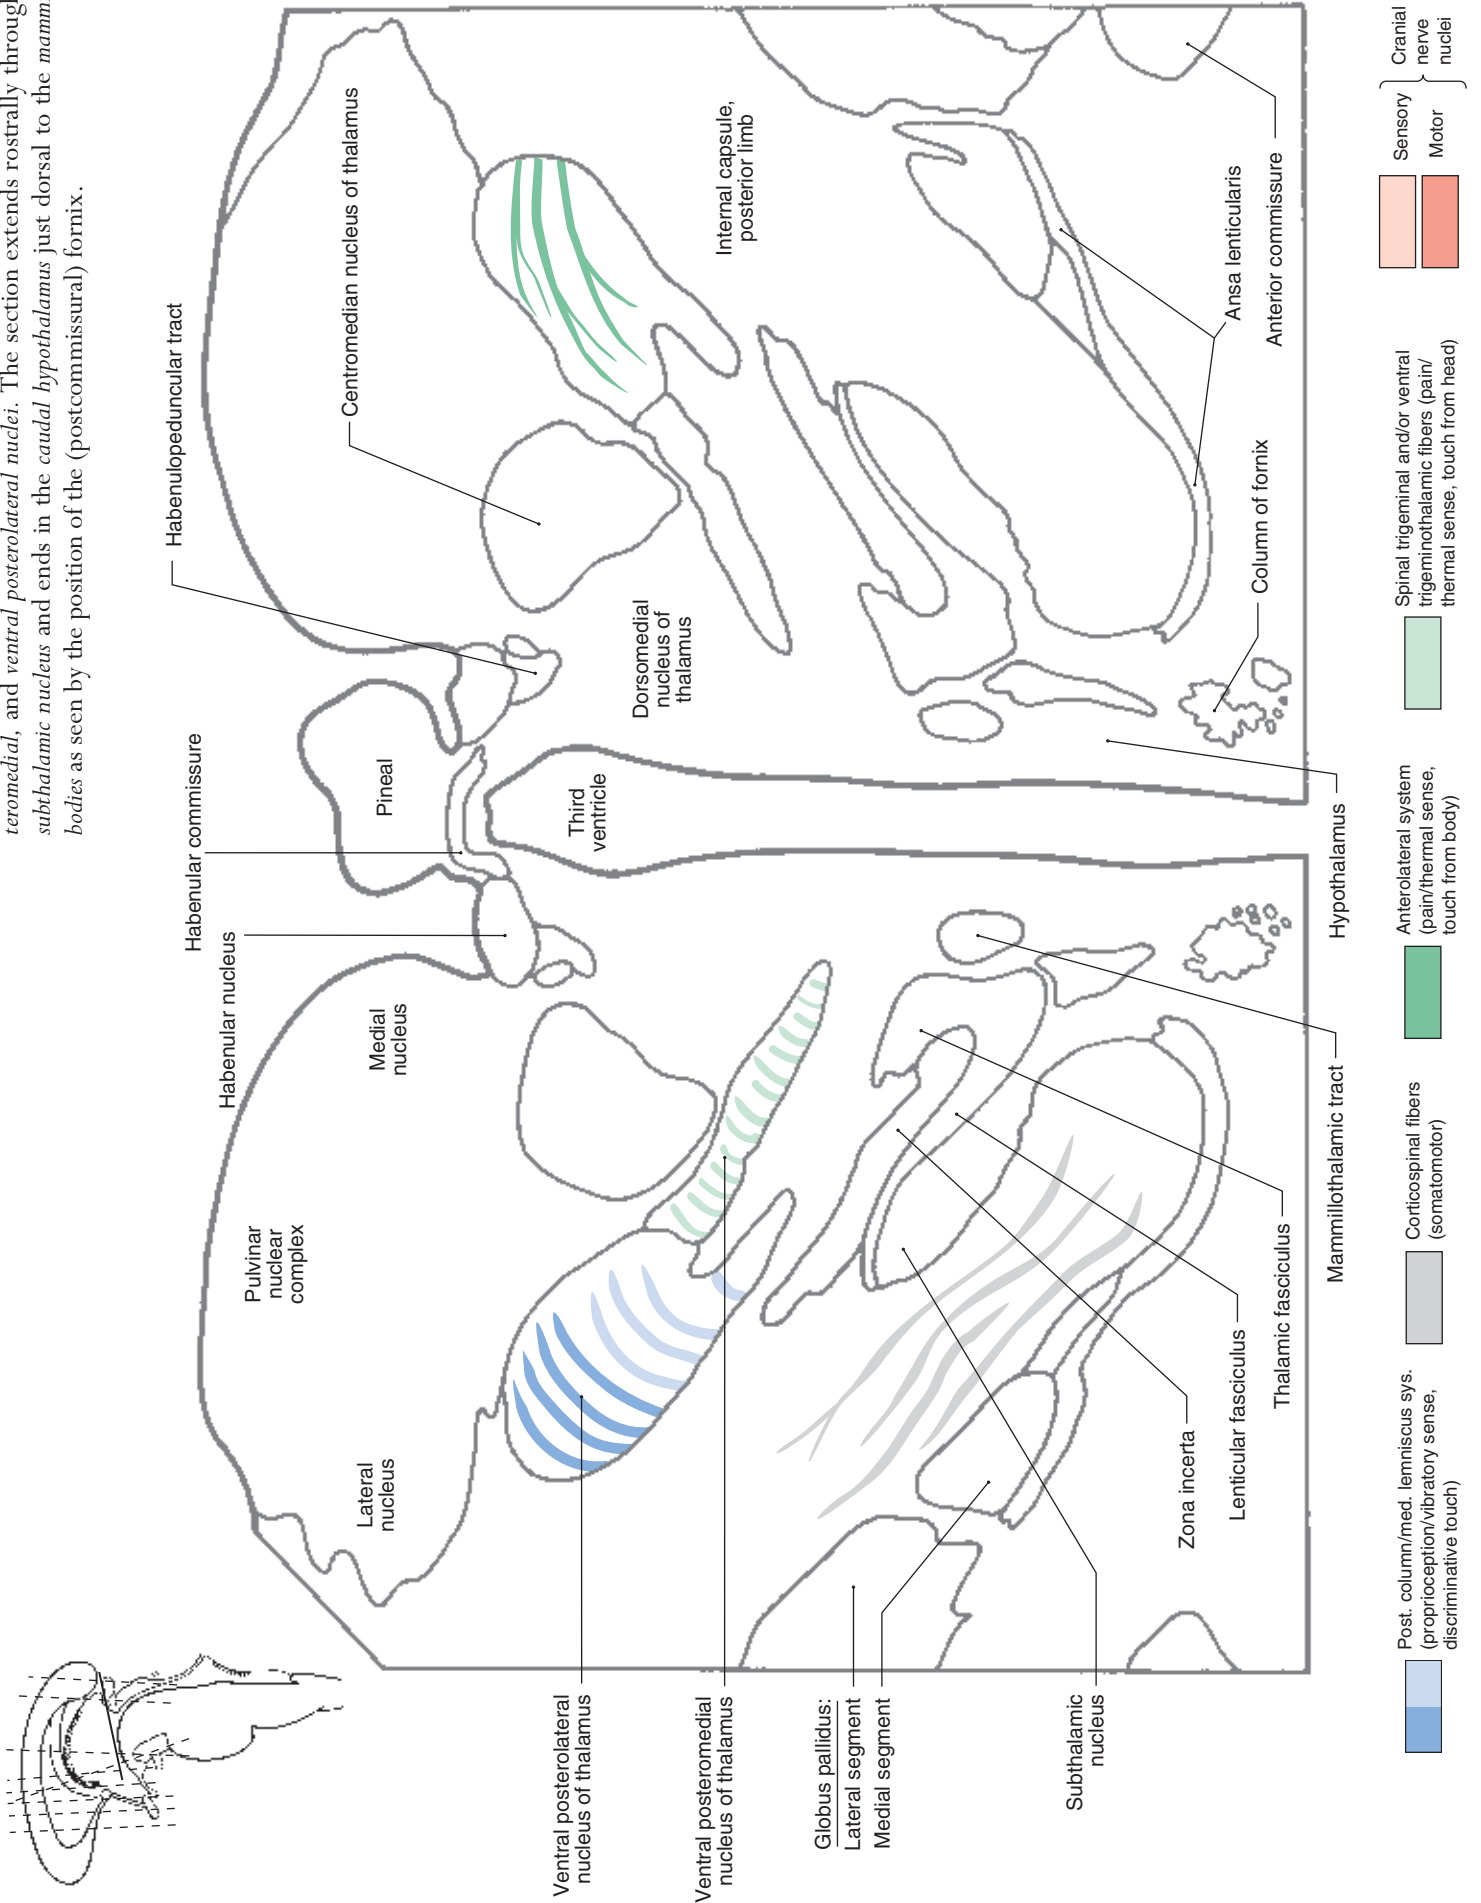 teromedial, and ventral posterolateral nuclei. The section extends rostrally throug
subthalamic nucleus and ends in the caudal hypothalamus just dorsal to the mamm
bodies as seen by the position of the (postcommissural) fornix.
Habenulopeduncular tract
Centromedian nucleus of thalamus
Internal capsule,
posterior limb
Ansa lenticularis
Anterior commissure
Column of fornix
Dorsomedial
nucleus of
thalamus
Pineal
Third
ventricle
Habenular commissure
Habenular nucleus
Hypothalamus
Medial
nucleus
Pulvinar
nuclear
complex
Lateral
nucleus
Mammillothalamic tract
Thalamic fasciculus
Lenticular fasciculus
Zona incerta
Ventral posterolateral
nucleus of thalamus
Ventral posteromedial
nucleus of thalamus
Globus pallidus:
Lateral segment
Medial segment
Subthalamic
nucleus
Post. column/med. lemniscus sys.
(proprioception/vibratory sense,
discriminative touch)
Corticospinal fibers
(somatomotor)
Anterolateral system
(pain/thermal sense,
touch from body)
Spinal trigeminal and/or ventral
trigeminothalamic fibers (pain/
thermal sense, touch from head)
Sensory
Motor
Cranial
nerve
nuclei